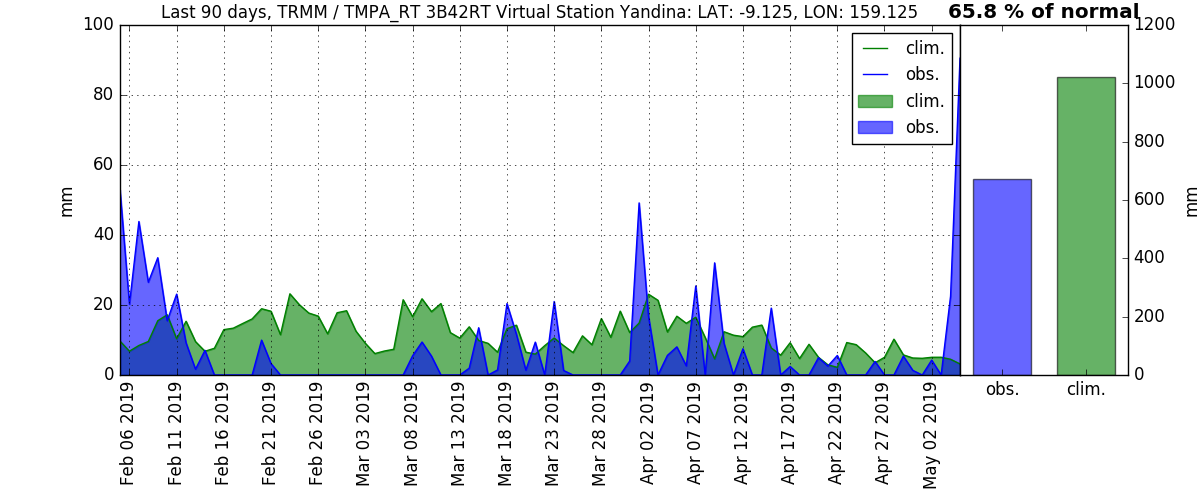 Last 90 days, TRMM / TMPA_RT 3B42RT Virtual Station Yandina: LAT: -9.125, LON: 159.125
65.8 % of normal
100
80
60
40
20
0
mm
clim.
obs.
clim.
obs.
1200
1000
800
600
400
200
0
mm
obs.
clim.
Feb 06 2019
Feb 11 2019
Feb 16 2019
Feb 21 2019
Feb 26 2019
Mar 03 2019
Mar 08 2019
Mar 13 2019
Mar 18 2019
Mar 23 2019
Mar 28 2019
Apr 02 2019
Apr 07 2019
Apr 12 2019
Apr 17 2019
Apr 22 2019
Apr 27 2019
May 02 2019